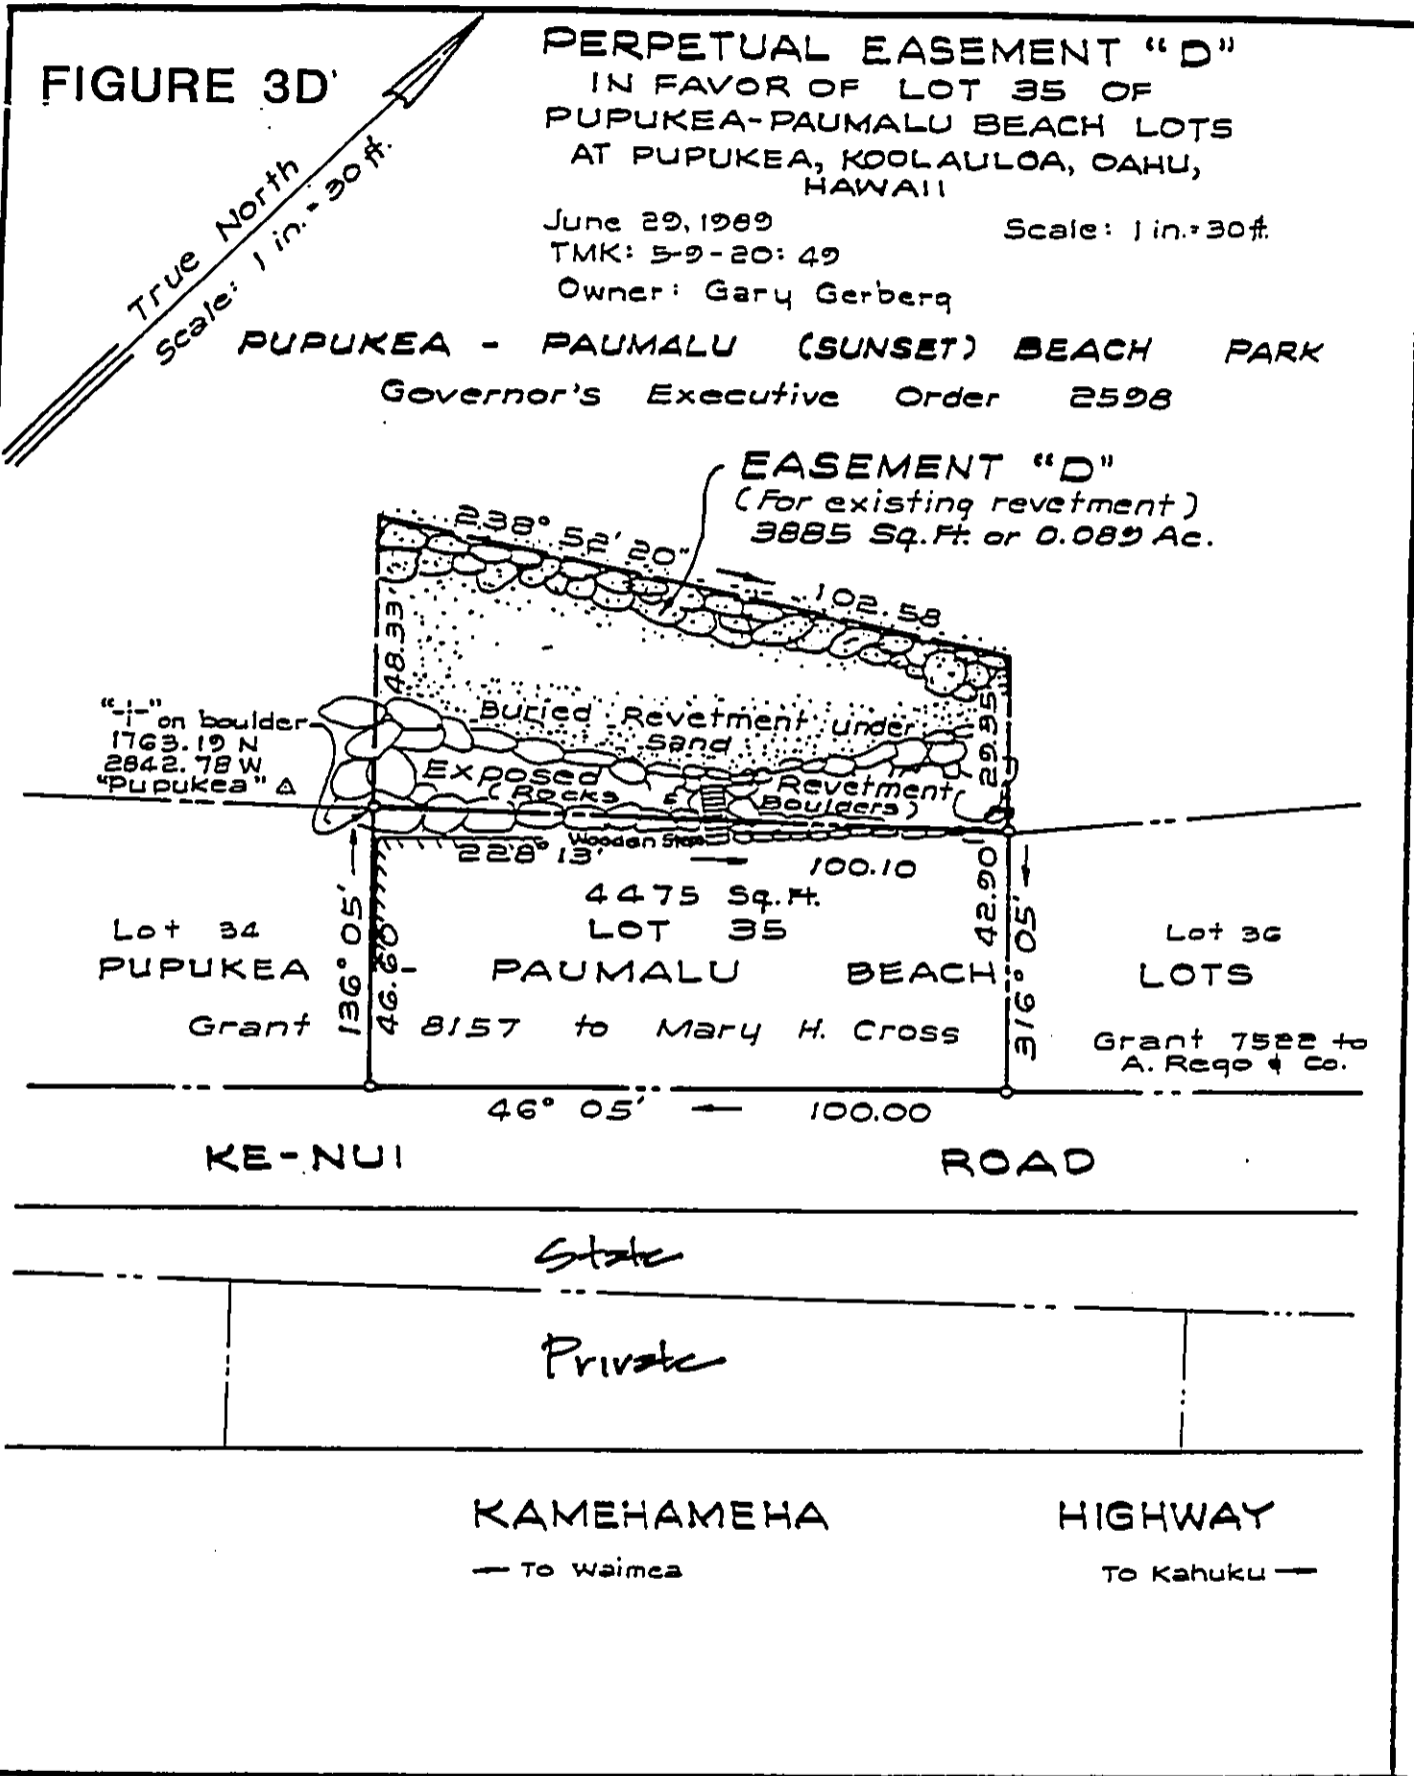 FIGURE 3D'
PERPETUAL EASEMENT "D"
IN FAVOR OF LOT 35 OF
PUPUKEA-PAUMALU BEACH LOTS
AT PUPUKEA, KOOLAULOA, OAHU,
HAWAII
True North
Scale: 1 in.=30ft.
June 29, 1989
Scale: 1 in.=30ft.
TMK: 5-9-20: 49
Owner: Gary Gerberg
PUPUKEA - PAUMALU (SUNSET) BEACH PARK
Governor's Executive Order 2598
EASEMENT "D"
(For existing revetment)
3885 Sq.Ft. or 0.089 Ac.
238° 52' 20"
102.58
48.33
29.95
"+" on boulder
1763.19 N
2842.78 W
"Pupukea" △
Buried Revetment under
sand
Exposed Revetment
(Rocks & Boulders)
Wooden Steps
228° 13'
100.10
4475 Sq.Ft.
136° 05'
46.60
42.90
316° 05'
Lot 34
LOT 35
Lot 36
PUPUKEA - PAUMALU BEACH LOTS
Grant 8157 to Mary H. Cross
Grant 7522 to
A. Rego & Co.
46° 05'
100.00
KE-NUI ROAD
State
Private
KAMEHAMEHA HIGHWAY
To Waimea
To Kahuku